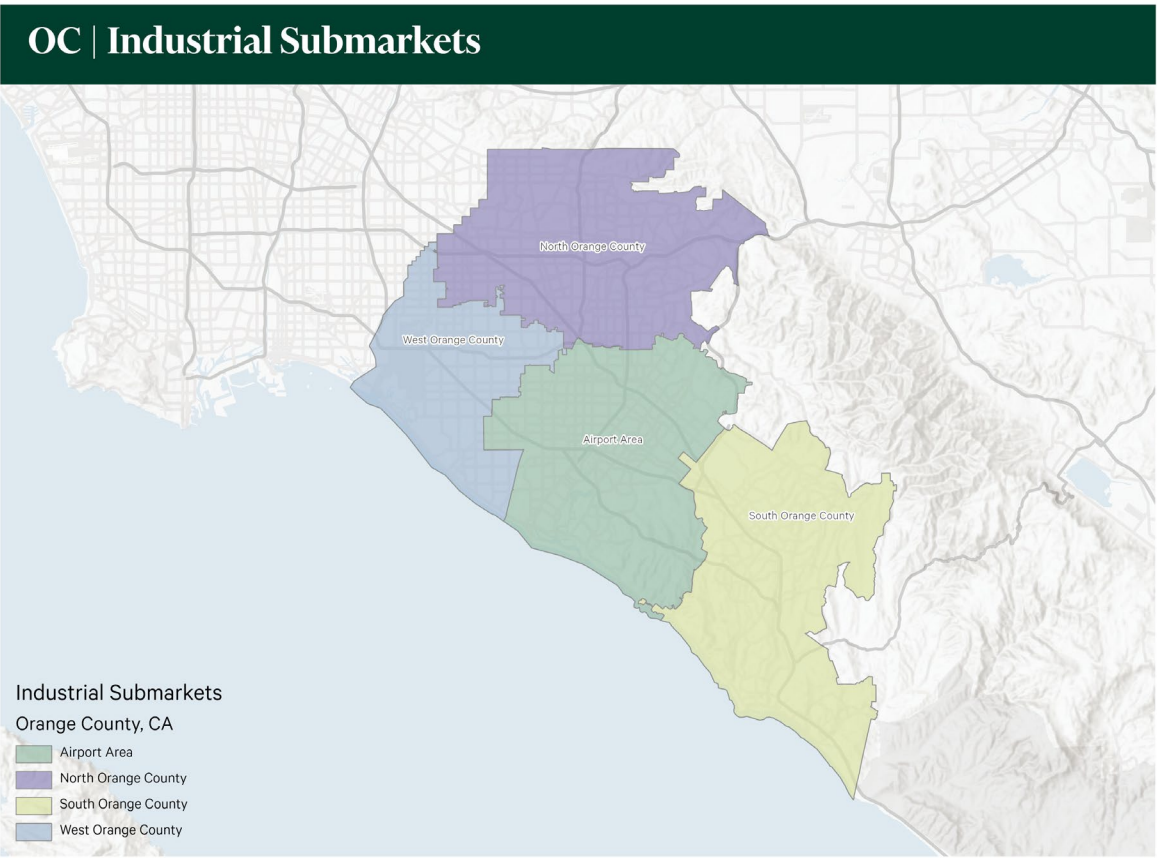 OC | Industrial Submarkets
North Orange County
West Orange County
Airport Area
South Orange County
Industrial Submarkets
Orange County, CA
Airport Area
North Orange County
South Orange County
West Orange County